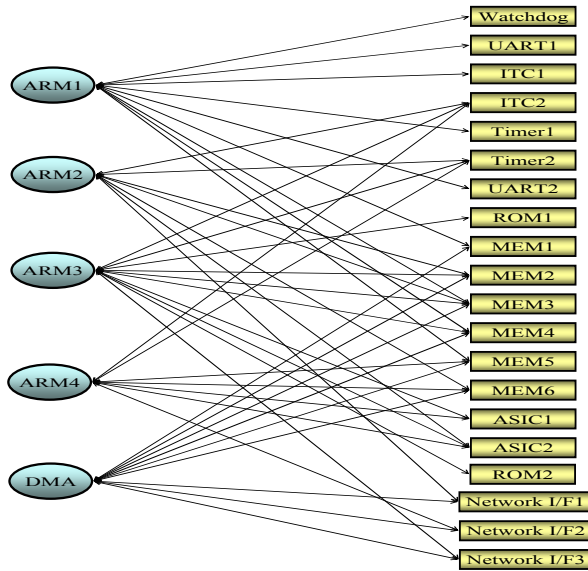 ARM1
ARM2
ARM3
ARM4
DMA
Watchdog
UART1
ITC1
ITC2
Timer1
Timer2
UART2
ROM1
MEM1
MEM2
MEM3
MEM4
MEM5
MEM6
ASIC1
ASIC2
ROM2
Network I/F1
Network I/F2
Network I/F3